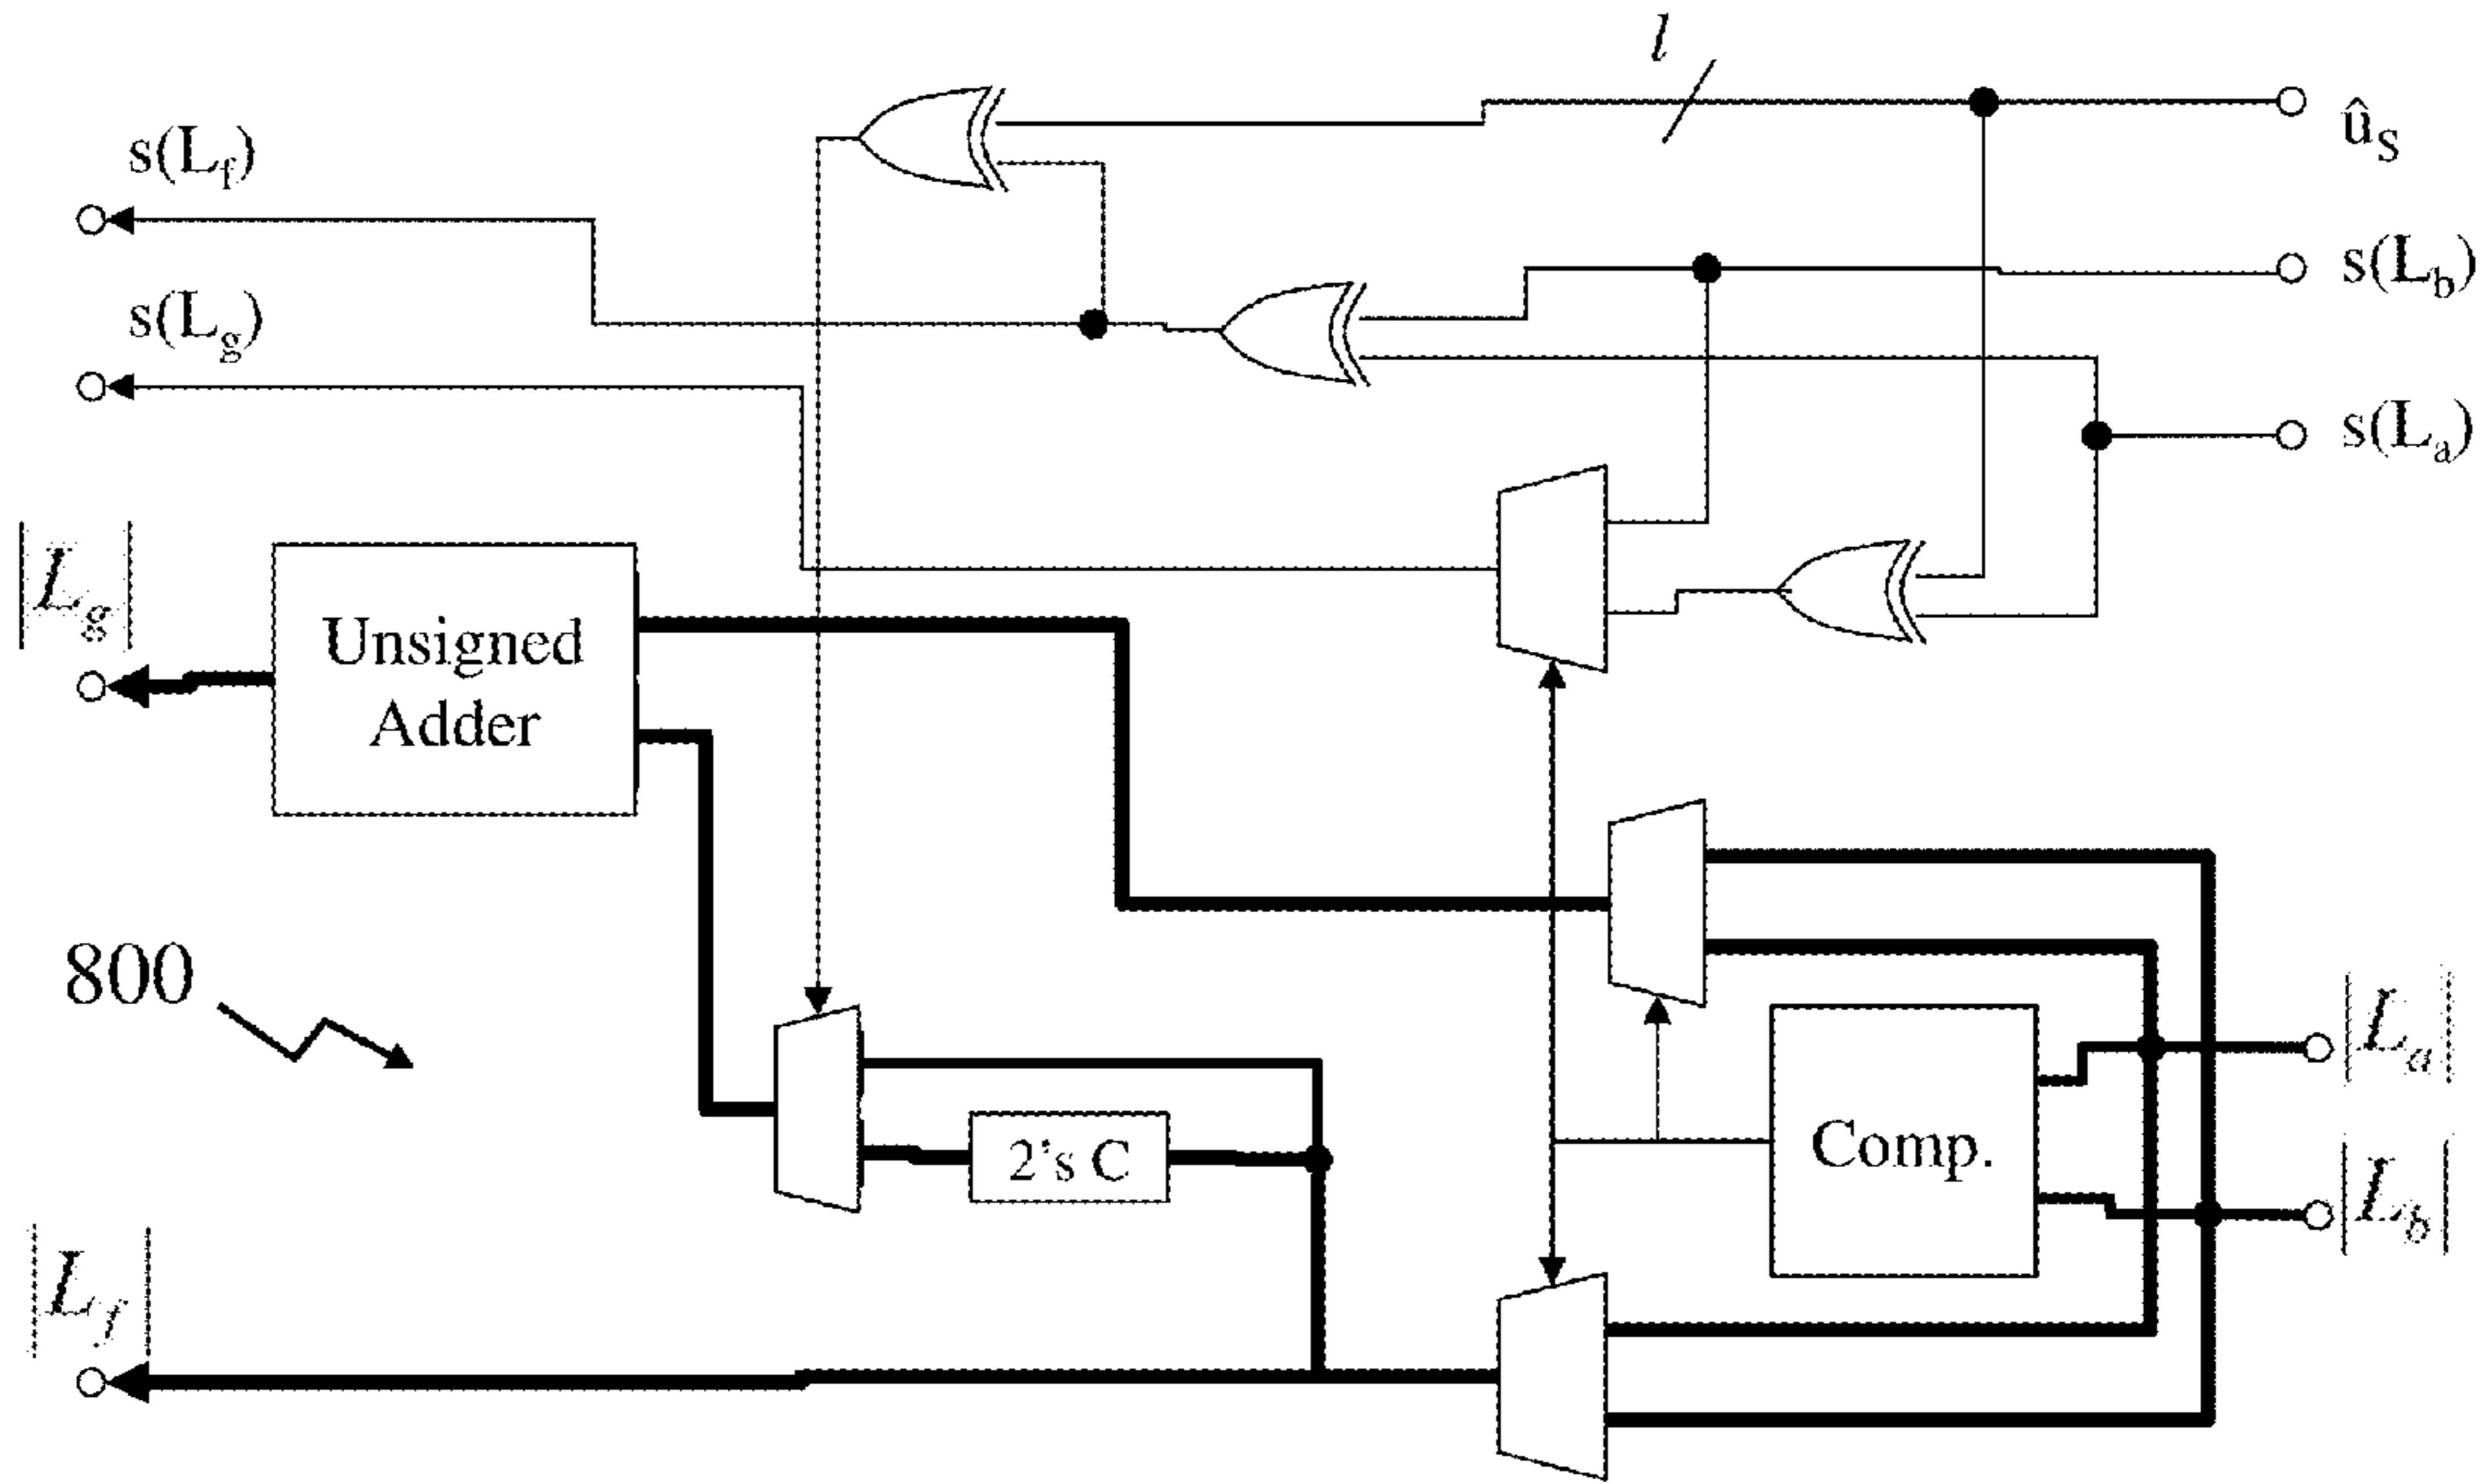 l
û_S
s(L_f)
s(L_b)
s(L_g)
s(L_a)
|L_g|
Unsigned
Adder
800
|L_a|
Comp.
2's C
|L_b|
|L_f|